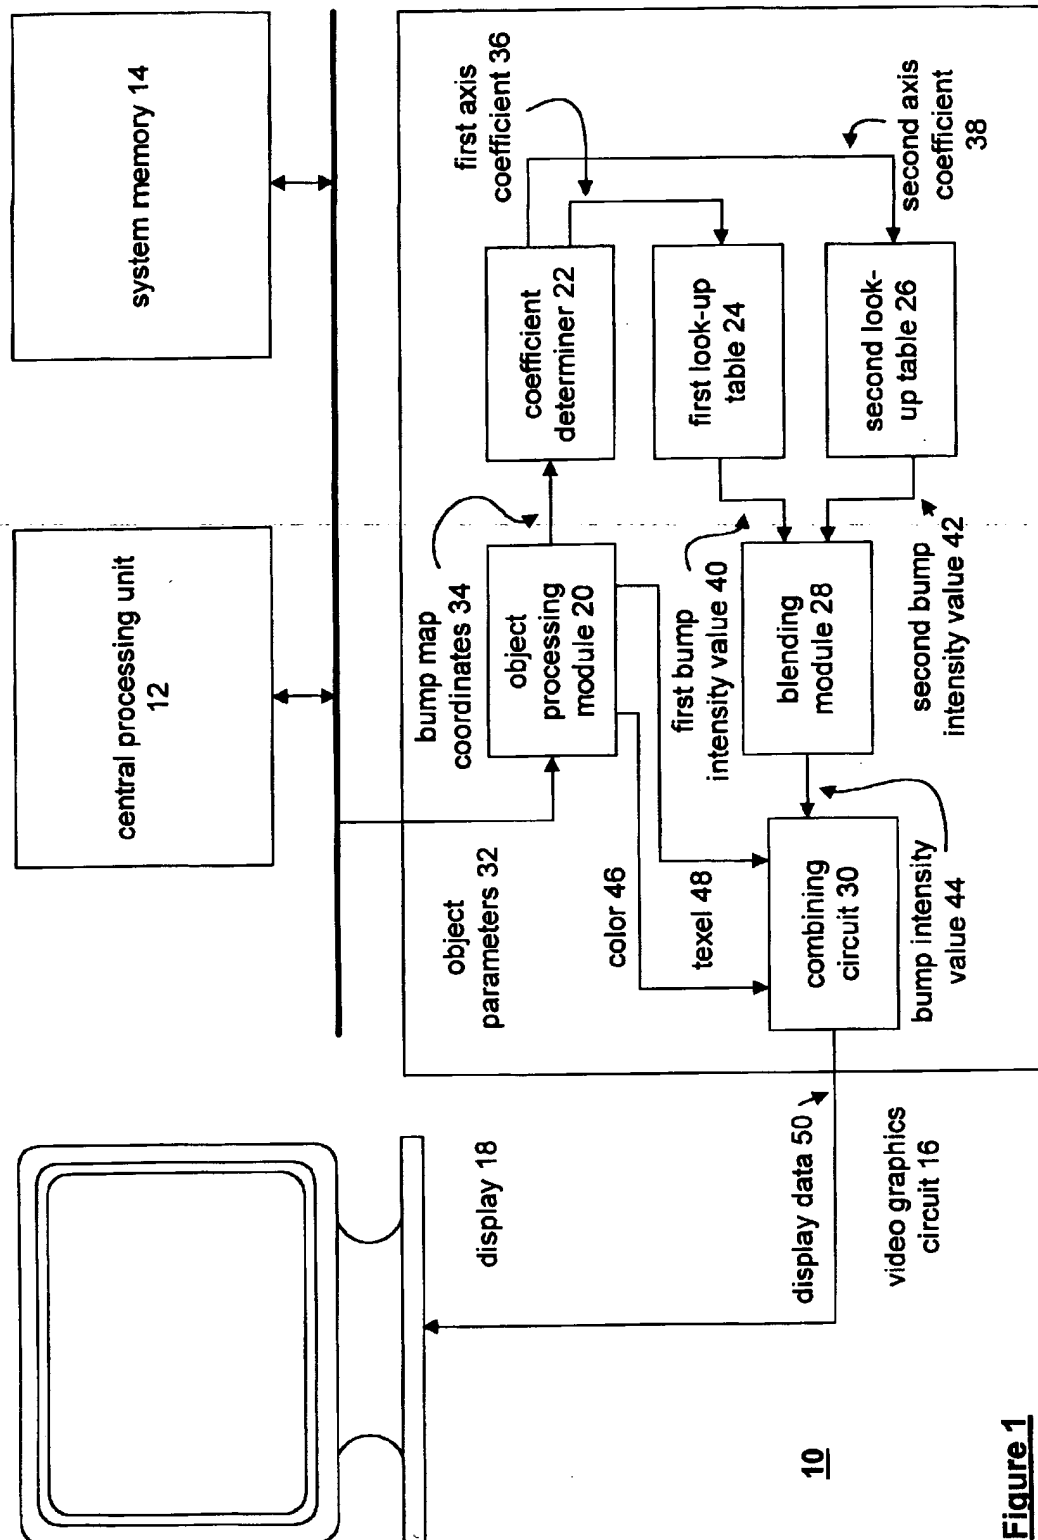 system memory 14
central processing unit
12
first axis
coefficient 36
second axis
coefficient
38
coefficient
determiner 22
first look-up
table 24
second look-
up table 26
bump map
coordinates 34
object
processing
module 20
first bump
intensity value 40
blending
module 28
second bump
intensity value 42
object
parameters 32
color 46
texel 48
combining
circuit 30
bump intensity
value 44
display 18
display data 50
video graphics
circuit 16
10
Figure 1